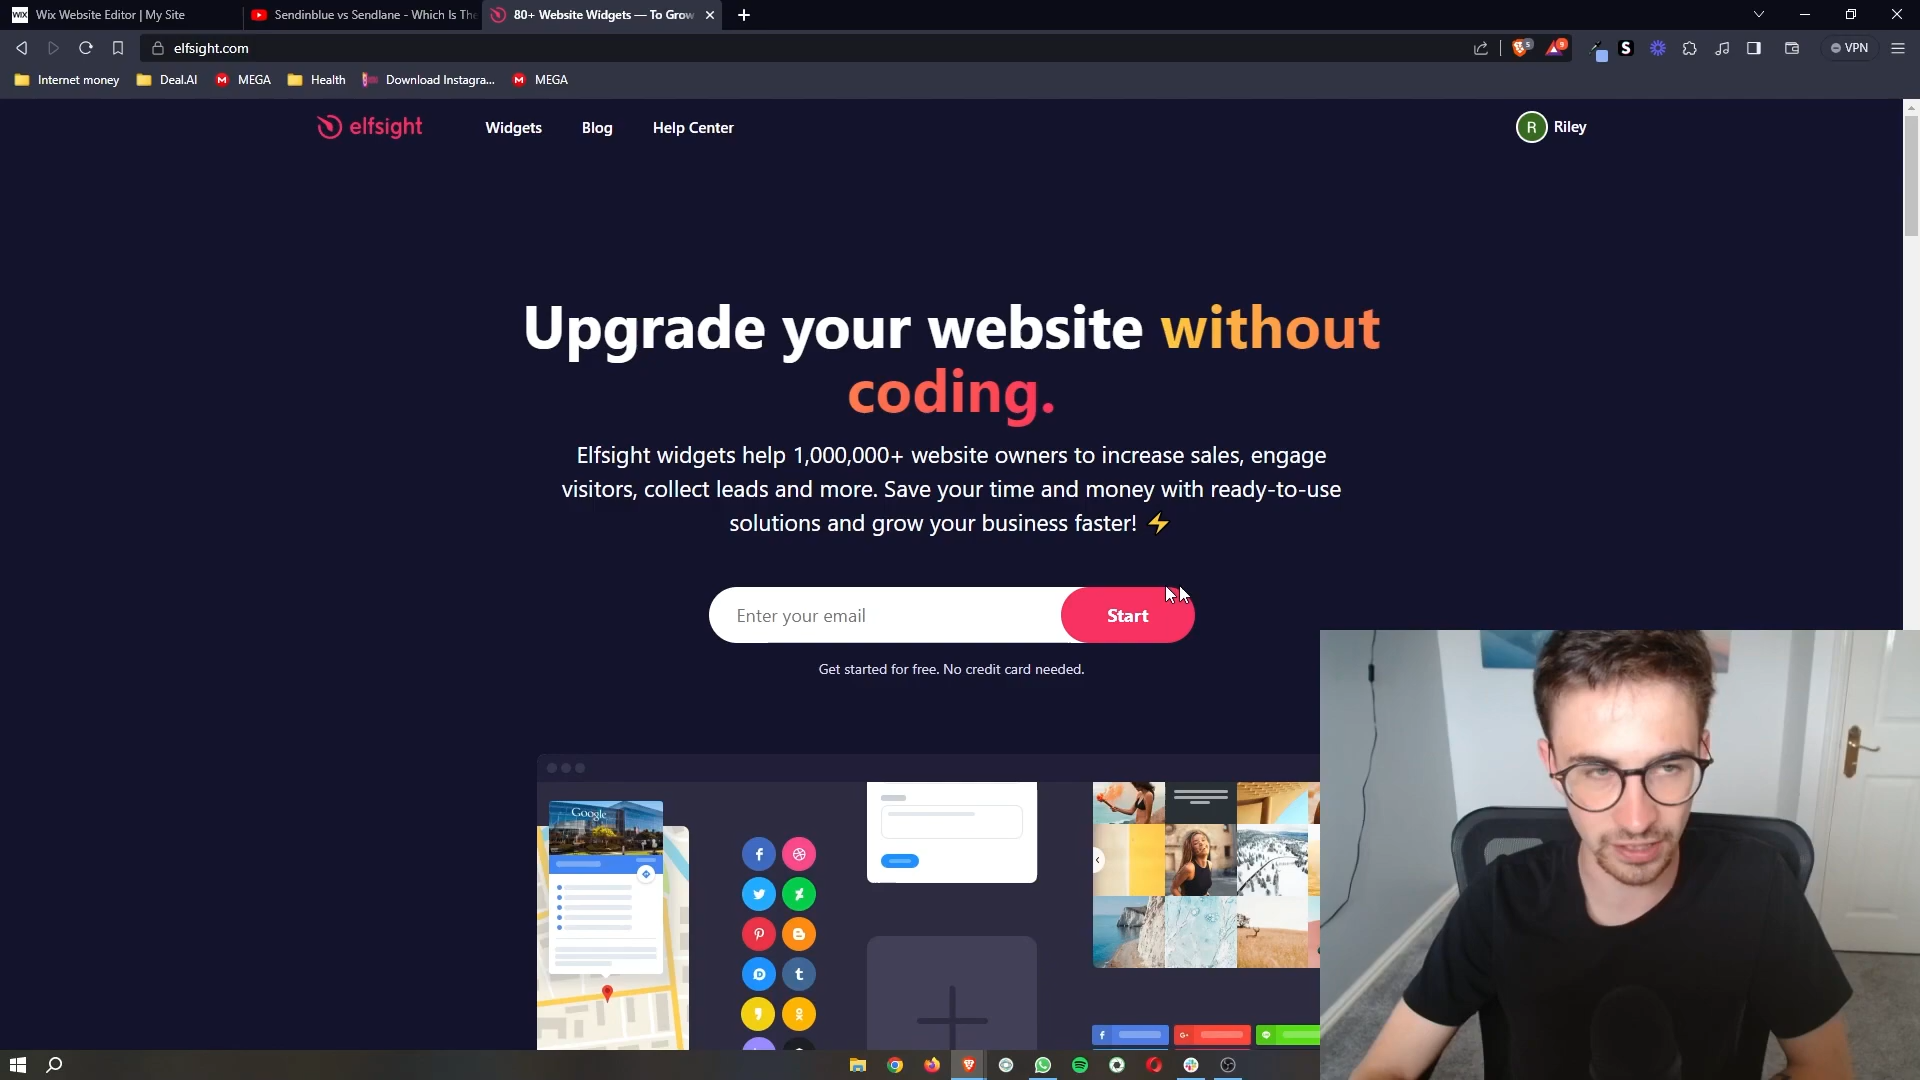 Wix Website Editor | My Site
Sendinblue vs Sendlane - Which Is The
80+ Website Widgets — To Grow
elfsight.com
VPN
Internet money
Deal.AI
MEGA
Health
Download Instagra...
MEGA
elfsight
Widgets
Blog
Help Center
R
Riley
Upgrade your website without
coding.
Elfsight widgets help 1,000,000+ website owners to increase sales, engage
visitors, collect leads and more. Save your time and money with ready-to-use
solutions and grow your business faster! ⚡
Enter your email
Start
Get started for free. No credit card needed.
Google